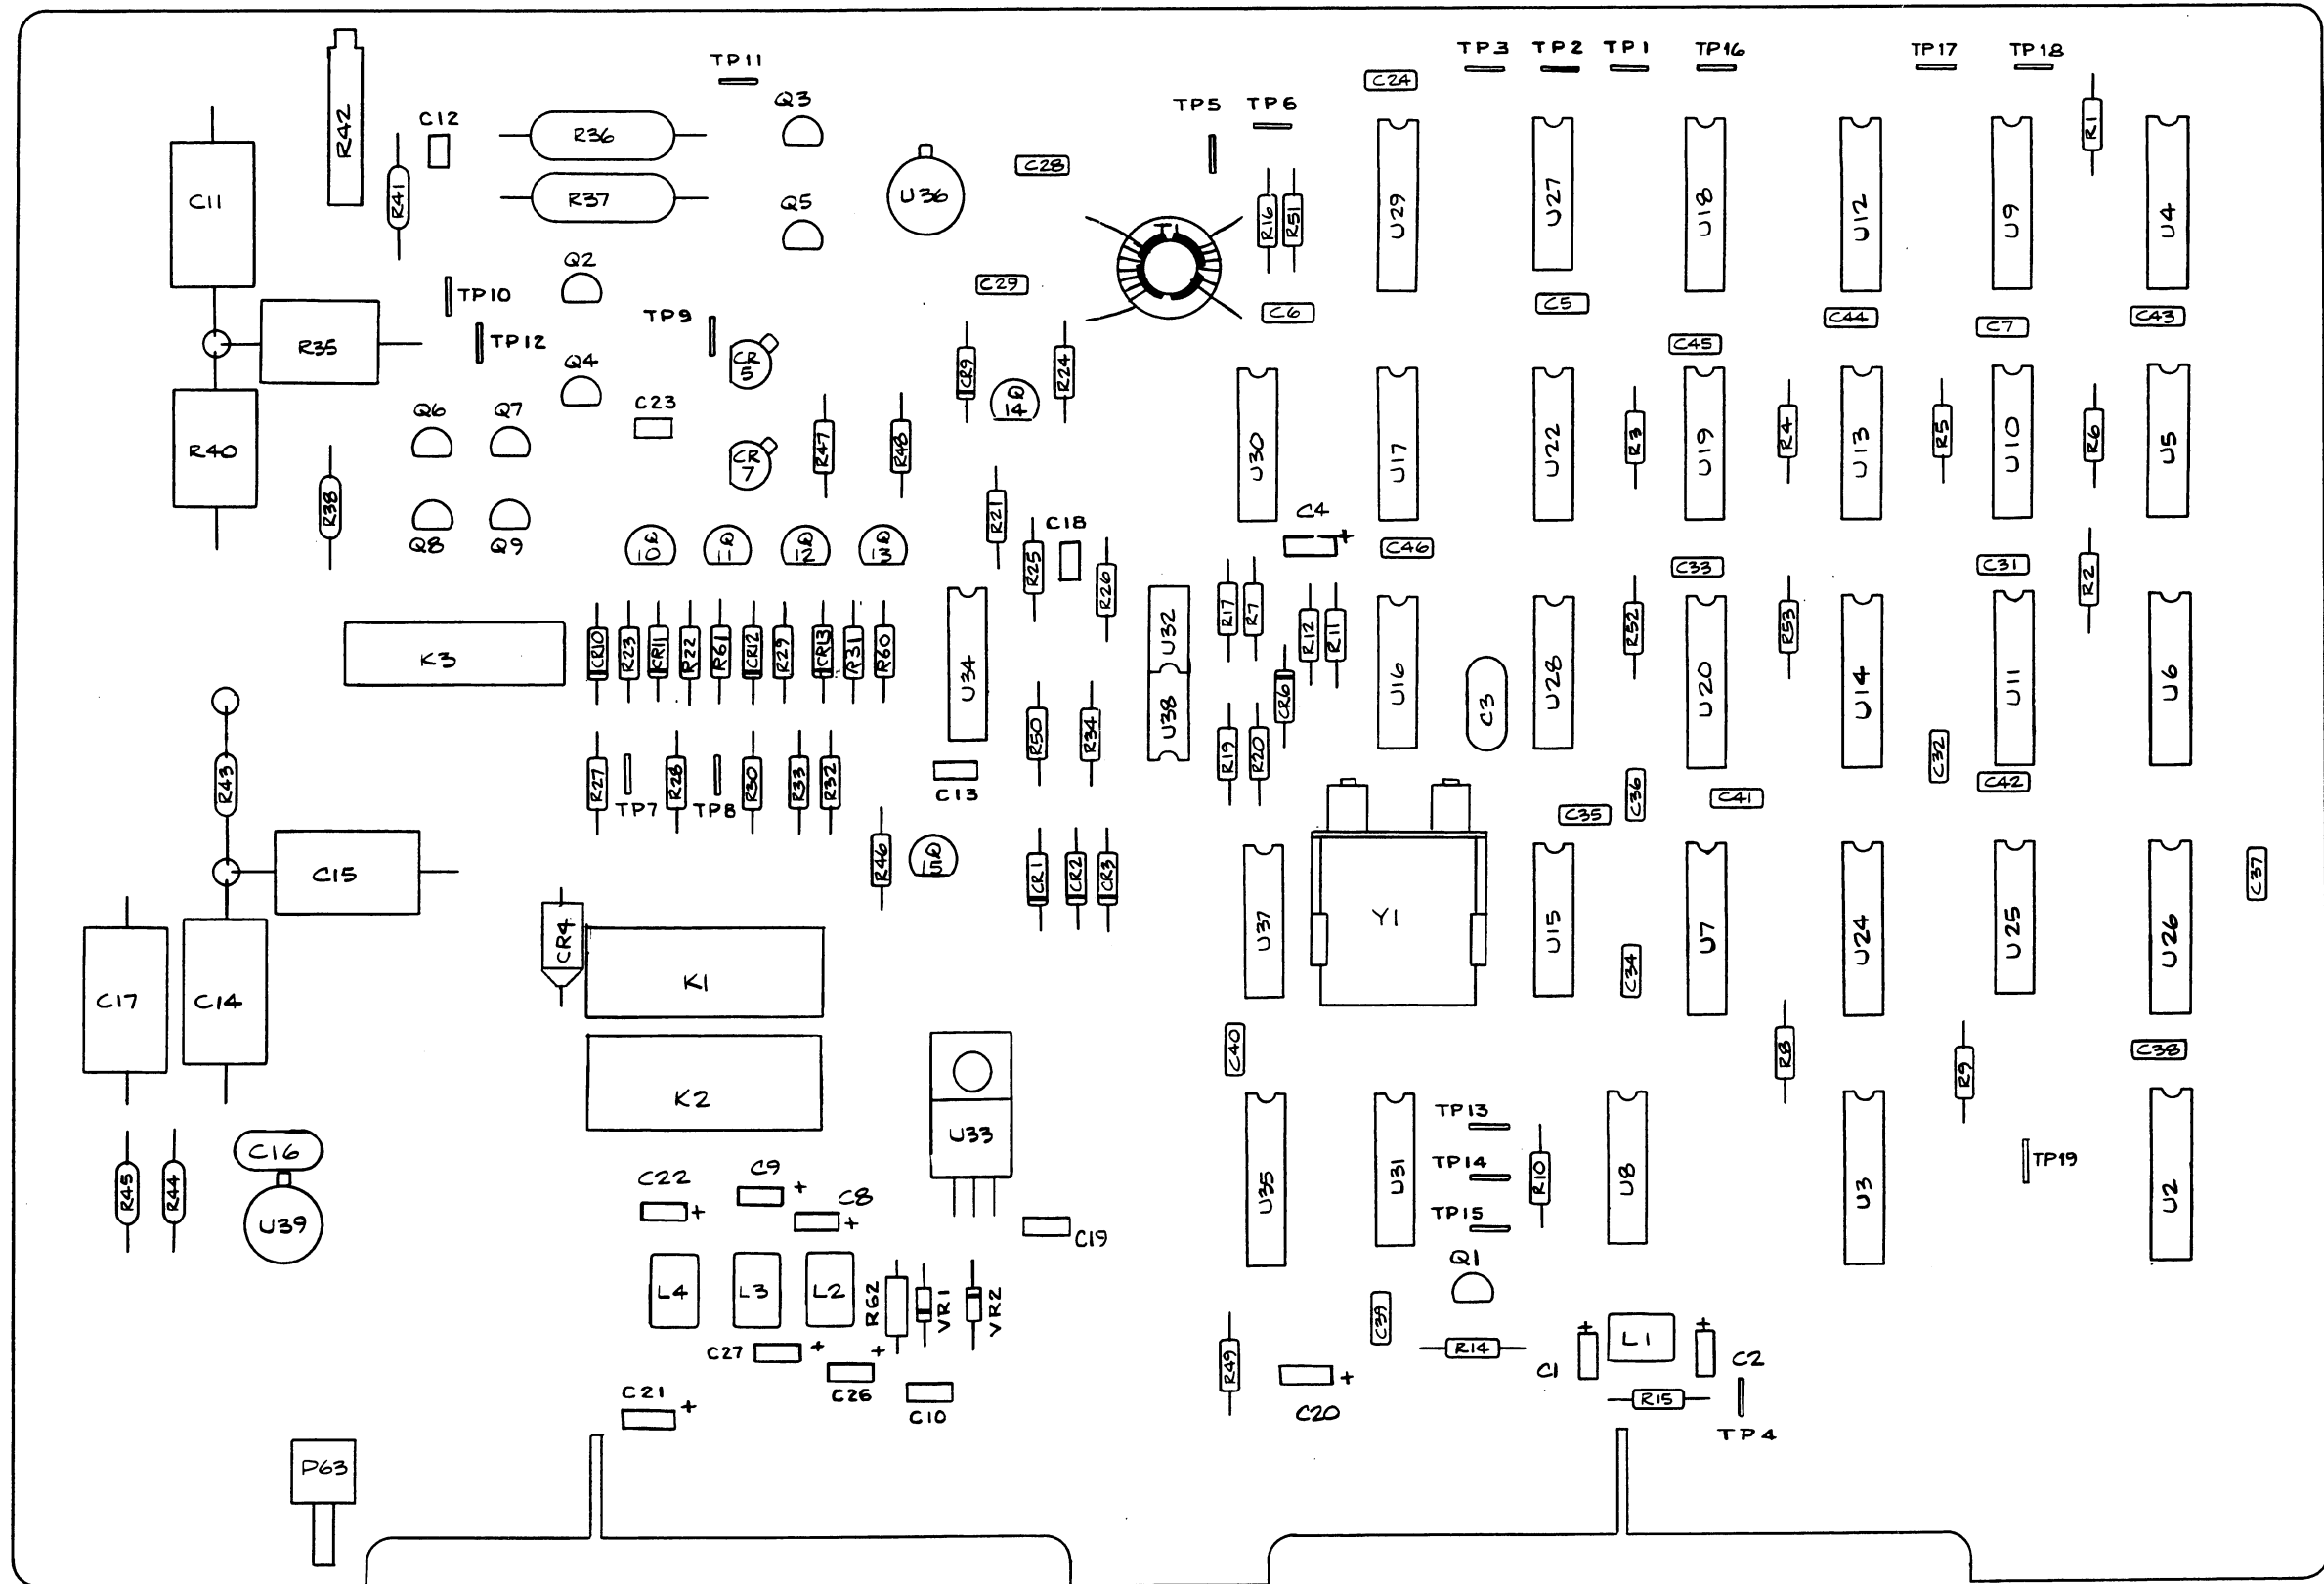 TP3 TP2 TP1 TP16 TP17 TP18
TP11
C24
Q3
TP5 TP6
C12
R42
R36
R1
C28
R37
R41
C11
U36
Q5
R16 R51
U29 U27 U18 U12 U9 U4
T1
Q2
C29
TP10
C5
C6
TP9
C44 C7 C43
R35
TP12
C45
CR5
Q4
CR9 R24
Q14
C23
Q6 Q7
R40
CR7
R47 R48
U30 U17 U22 R3 U19 R4 U13 R5 U10 R6 U5
R38
R21
C4 +
C18
Q8 Q9
Q10 Q11 Q12 Q13
C46
R25
C33 C31
R2
R26
R17 R7
R12 R11
U32
R52 R53
K3
CR10 R23 CR11 R22 R61 CR12 R29 CR13 R31 R60
U34
CR6
U38
U16 C3 U28 U20 U14 U11 U6
R50 R34
R19 R20
C32
R43
R27 TP7 R28 TP8 R30 R33 R32
C13
C42
C36
C41
C35
R46
Q15
C15
CR1 CR2 CR3
C37
CR4
Y1
U37 U15 U7 U24 U25 U26
C34
K1
C17 C14
C40
R8
R9
C38
K2
TP13
U33
C16
TP14
TP19
R45 R44
C22 +
C9 +
C8 +
R10
U35 U31 U8 U3 U2
TP15
U39
C19
Q1
L4 L3 L2
R62 VR1 VR2
C39
+ L1 +
R14
C27 +
+
C26
R49
C1
C2
C20 +
C10
R15
C21 +
TP4
P63